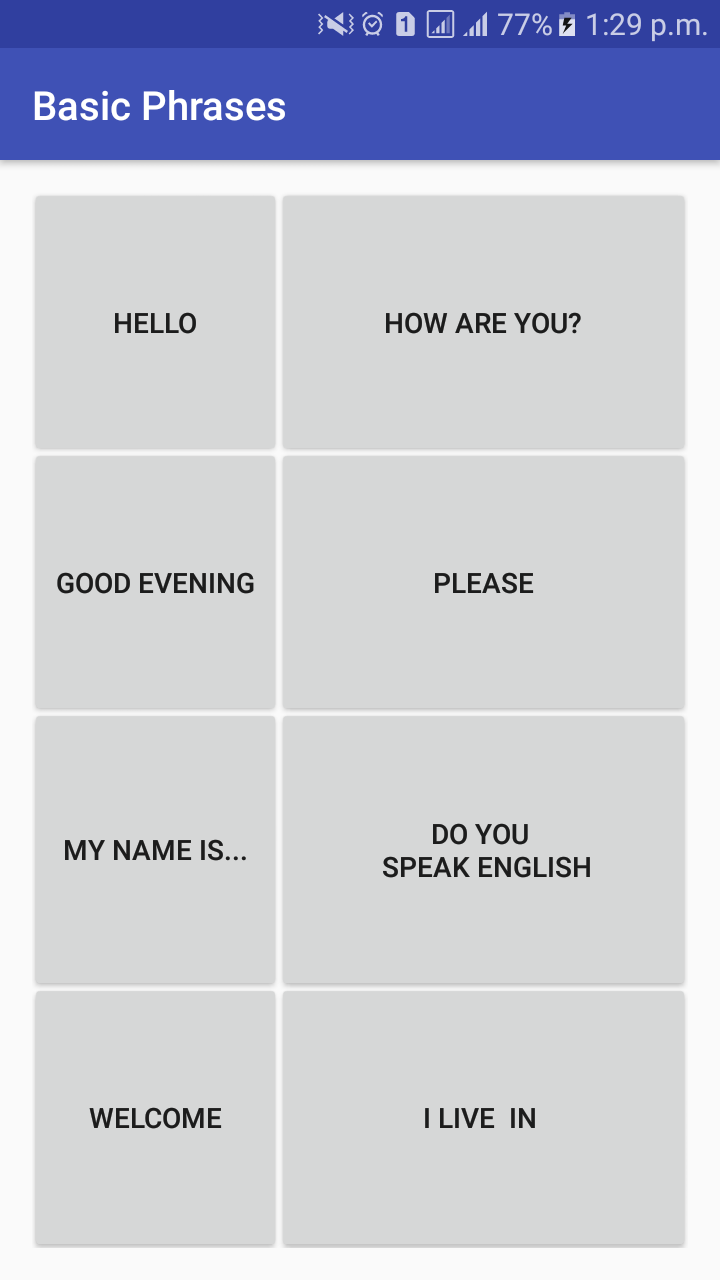 1 77% 1:29 p.m.
Basic Phrases
HELLO
HOW ARE YOU?
GOOD EVENING
PLEASE
MY NAME IS...
DO YOU
SPEAK ENGLISH
WELCOME
I LIVE  IN